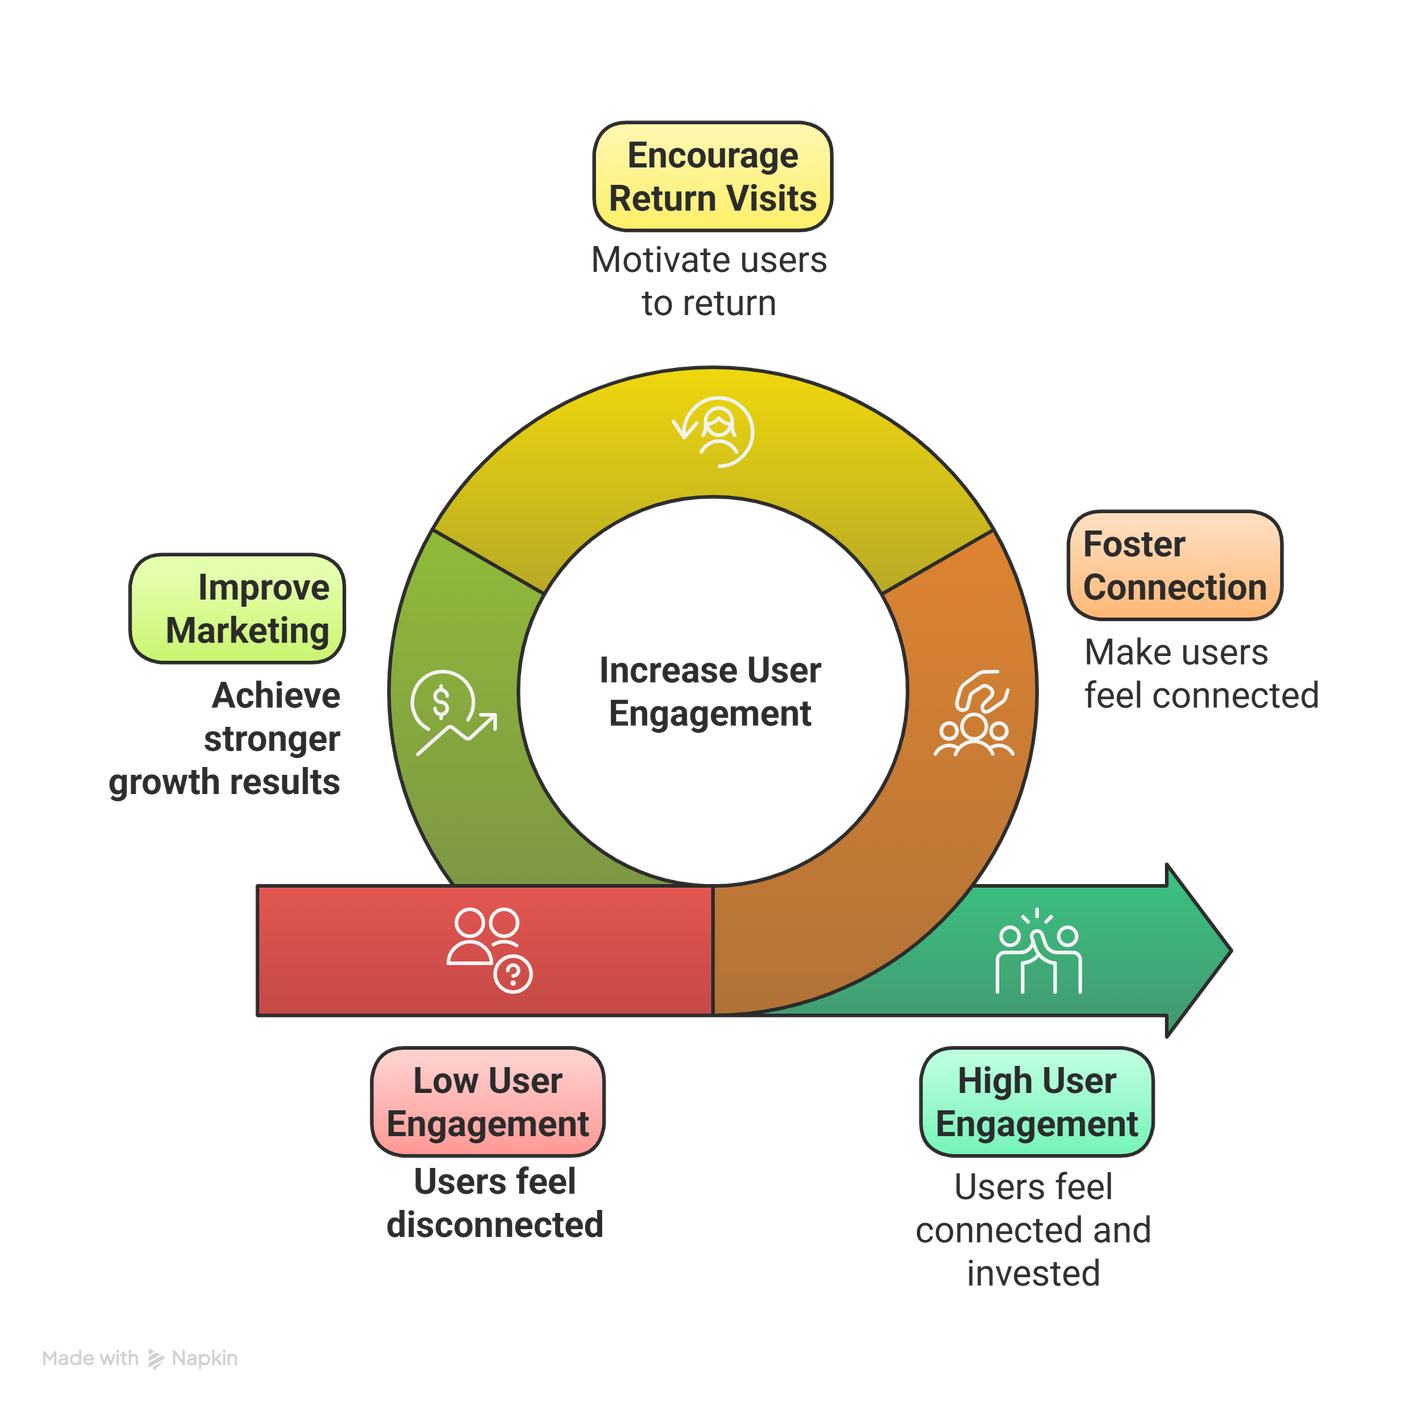 Encourage
Return Visits
Motivate users
to return
Foster
Connection
Make users
feel connected
Improve
Marketing
Achieve
stronger
growth results
Increase User
Engagement
$
?
Low User
Engagement
Users feel
disconnected
High User
Engagement
Users feel
connected and
invested
Made with Napkin